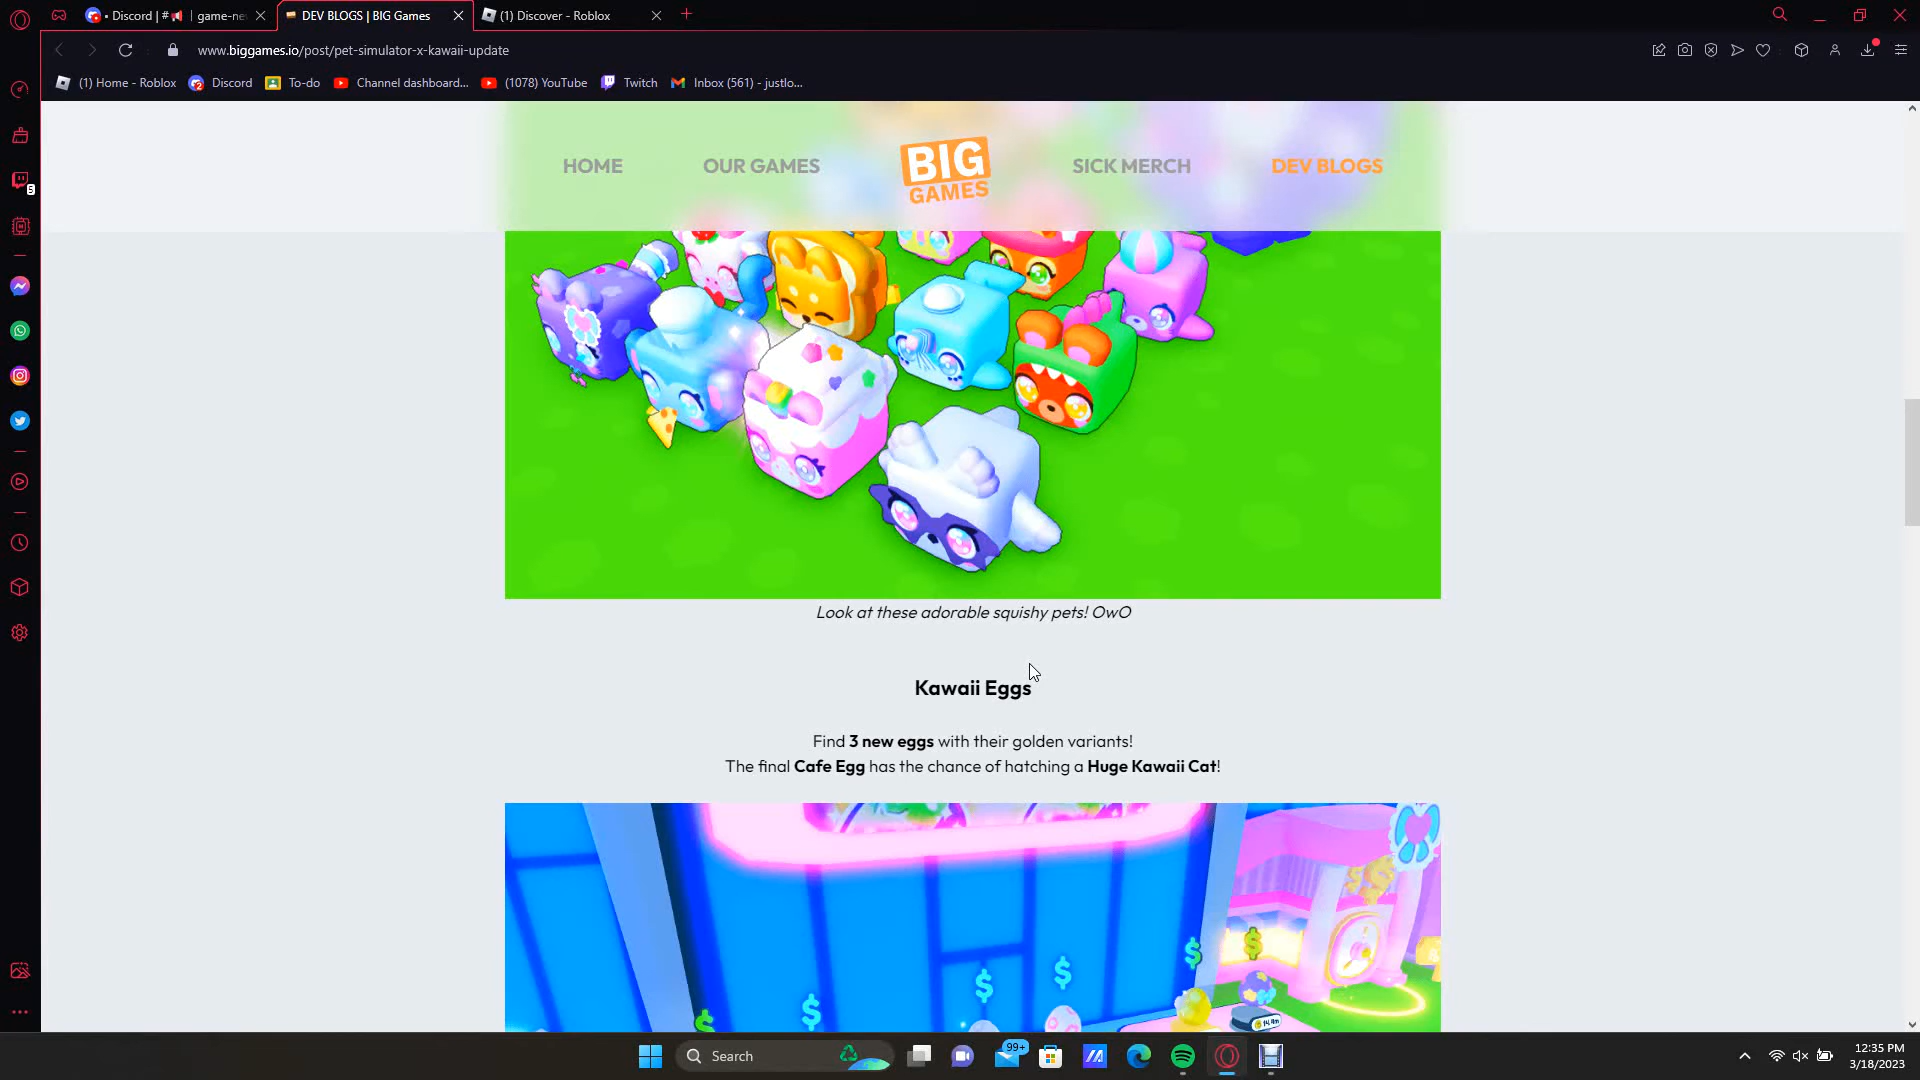 • Discord | #📢 | game-new
DEV BLOGS | BIG Games
(1) Discover - Roblox
www.biggames.io/post/pet-simulator-x-kawaii-update
(1) Home - Roblox
Discord
To-do
Channel dashboard...
(1078) YouTube
Twitch
Inbox (561) - justlo...
5
HOME
OUR GAMES
BIG
GAMES
SICK MERCH
DEV BLOGS
Look at these adorable squishy pets! OwO
Kawaii Eggs
Find 3 new eggs with their golden variants!
The final Cafe Egg has the chance of hatching a Huge Kawaii Cat!
Search
99+
12:35 PM
3/18/2023